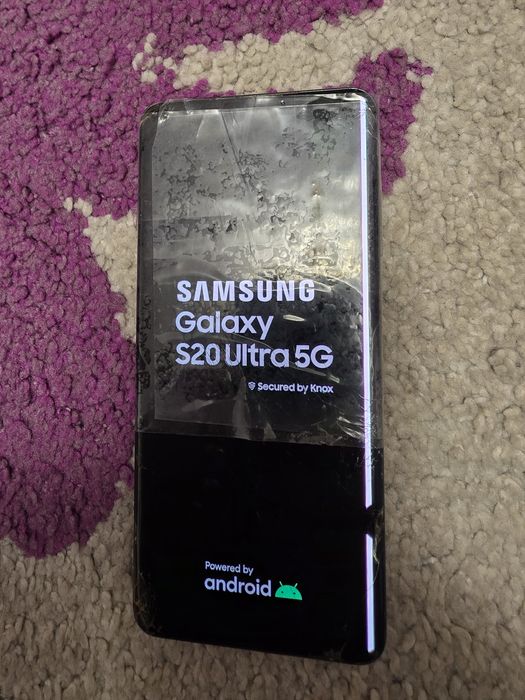 SAMSUNG
Galaxy
S20 Ultra 5G
Secured by Knox
Powered by
android